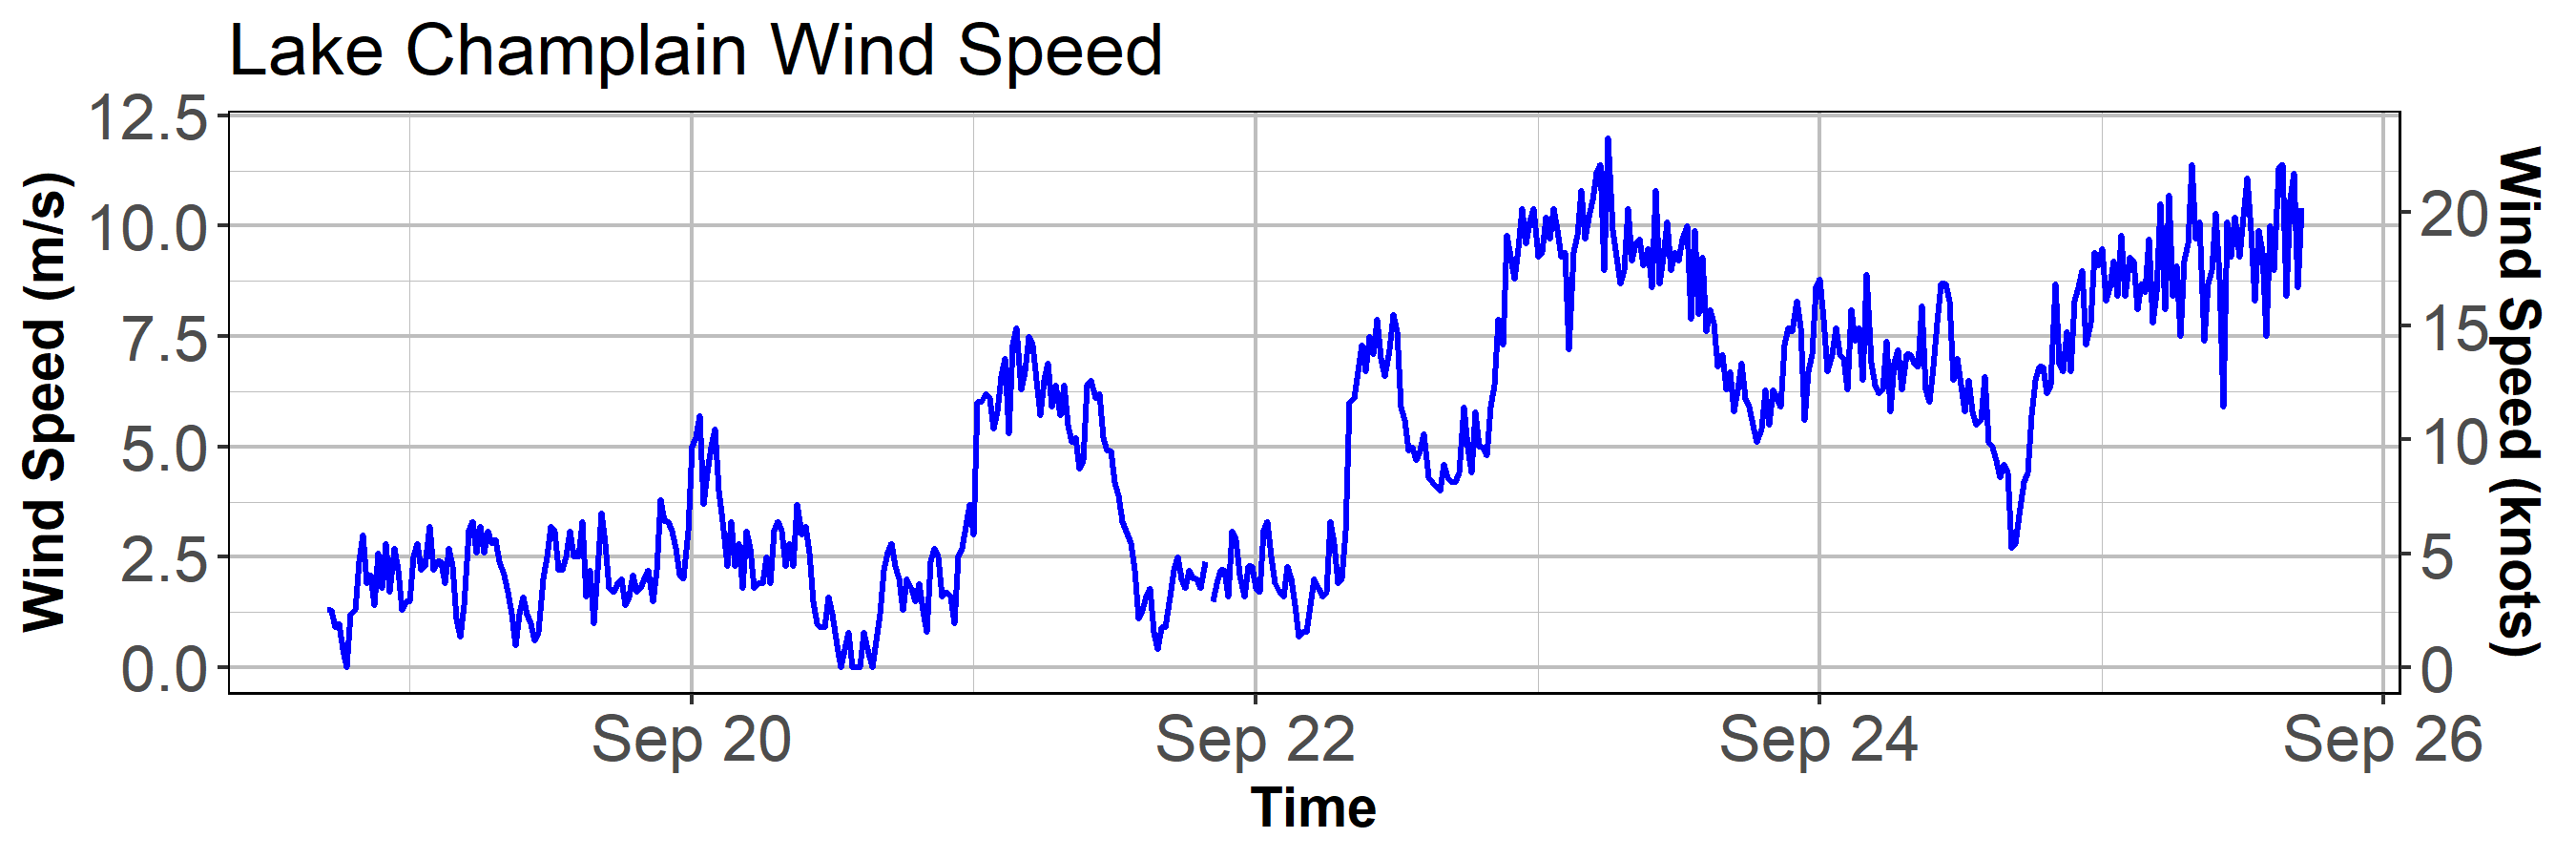 Lake Champlain Wind Speed
Wind Speed (m/s)
12.5
10.0
7.5
5.0
2.5
0.0
20
15
10
5
0
Wind Speed (knots)
Sep 20 Sep 22 Sep 24 Sep 26
Time